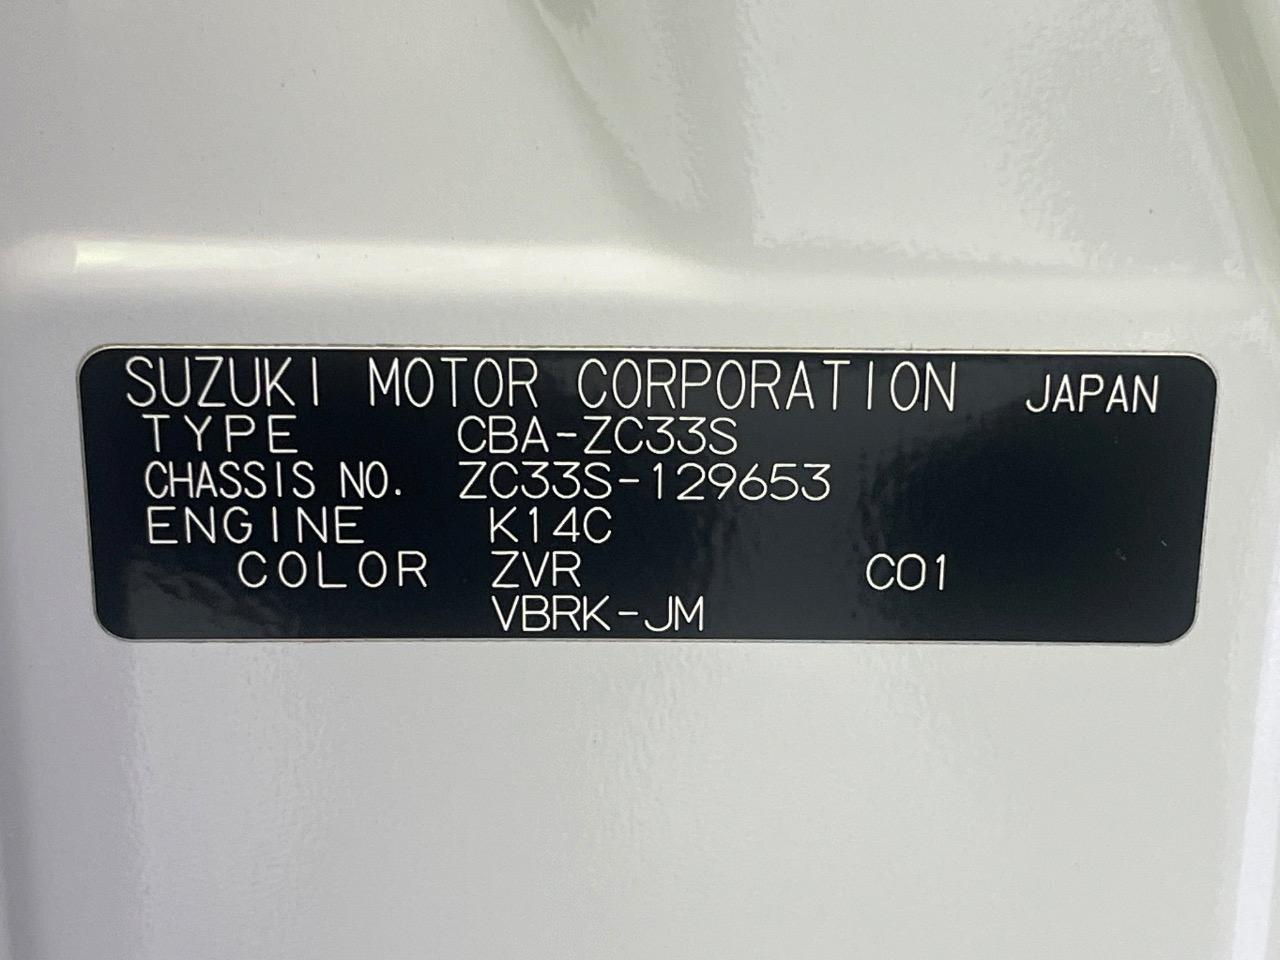 SUZUKI MOTOR CORPORATION JAPAN
TYPE CBA-ZC33S
CHASSIS NO. ZC33S-129653
ENGINE K14C
COLOR ZVR C01
VBRK-JM